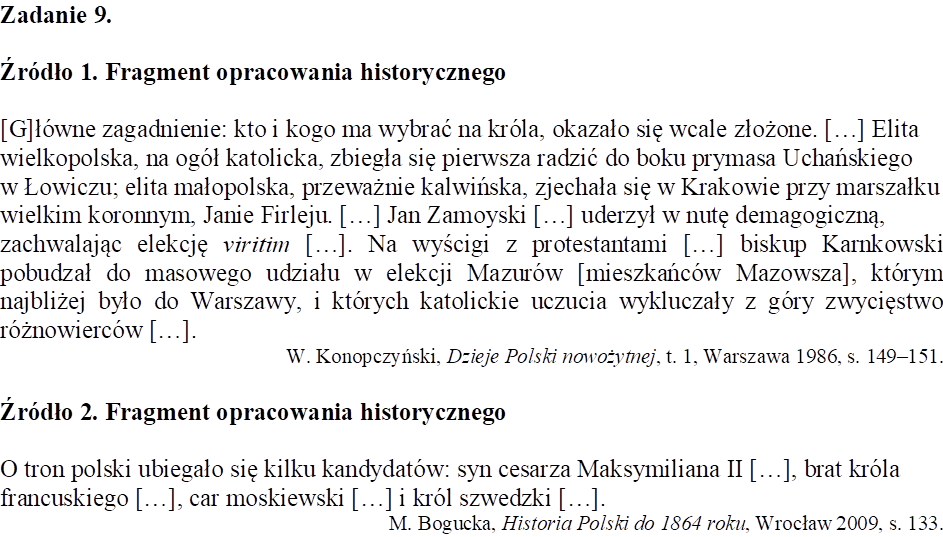 Zadanie 9.
Źródło 1. Fragment opracowania historycznego
[G]łówne zagadnienie: kto i kogo ma wybrać na króla, okazało się wcale złożone. […] Elita
wielkopolska, na ogół katolicka, zbiegła się pierwsza radzić do boku prymasa Uchańskiego
w Łowiczu; elita małopolska, przeważnie kalwińska, zjechała się w Krakowie przy marszałku
wielkim koronnym, Janie Firleju. […] Jan Zamoyski […] uderzył w nutę demagogiczną,
zachwalając elekcję viritim […]. Na wyścigi z protestantami […] biskup Karnkowski
pobudzał do masowego udziału w elekcji Mazurów [mieszkańców Mazowsza], którym
najbliżej było do Warszawy, i których katolickie uczucia wykluczały z góry zwycięstwo
różnowierców […].
W. Konopczyński, Dzieje Polski nowożytnej, t. 1, Warszawa 1986, s. 149–151.
Źródło 2. Fragment opracowania historycznego
O tron polski ubiegało się kilku kandydatów: syn cesarza Maksymiliana II […], brat króla
francuskiego […], car moskiewski […] i król szwedzki […].
M. Bogucka, Historia Polski do 1864 roku, Wrocław 2009, s. 133.